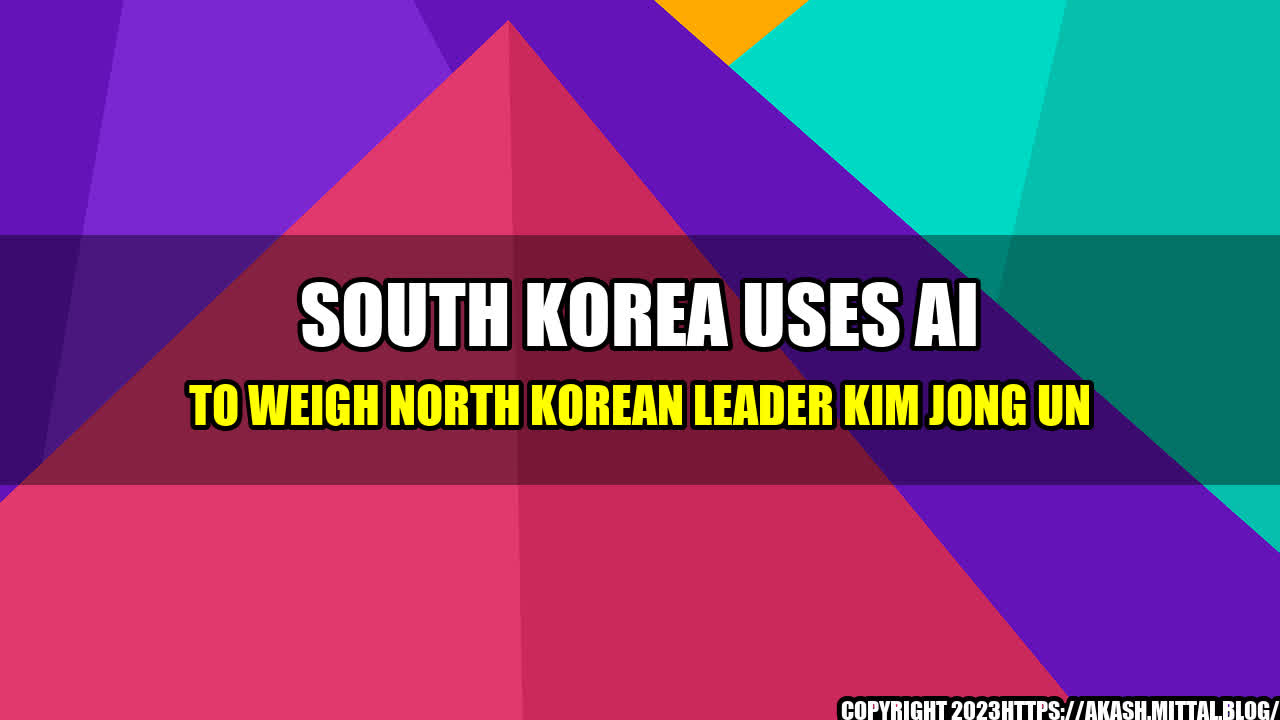 SOUTH KOREA USES AI
TO WEIGH NORTH KOREAN LEADER KIM JONG UN
COPYRIGHT 2023HTTPS://AKASH.MITTAL.BLOG/